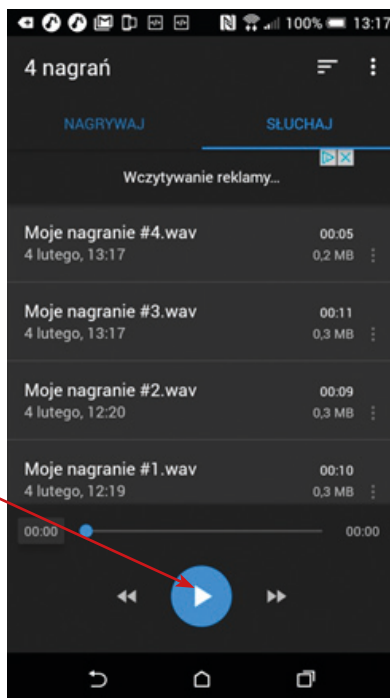 100% 13:17
4 nagrań
NAGRYWAJ SŁUCHAJ
Wczytywanie reklamy...
Moje nagranie #4.wav 00:05
4 lutego, 13:17 0,2 MB
Moje nagranie #3.wav 00:11
4 lutego, 13:17 0,3 MB
Moje nagranie #2.wav 00:09
4 lutego, 12:20 0,3 MB
Moje nagranie #1.wav 00:10
4 lutego, 12:19 0,3 MB
00:00 00:00